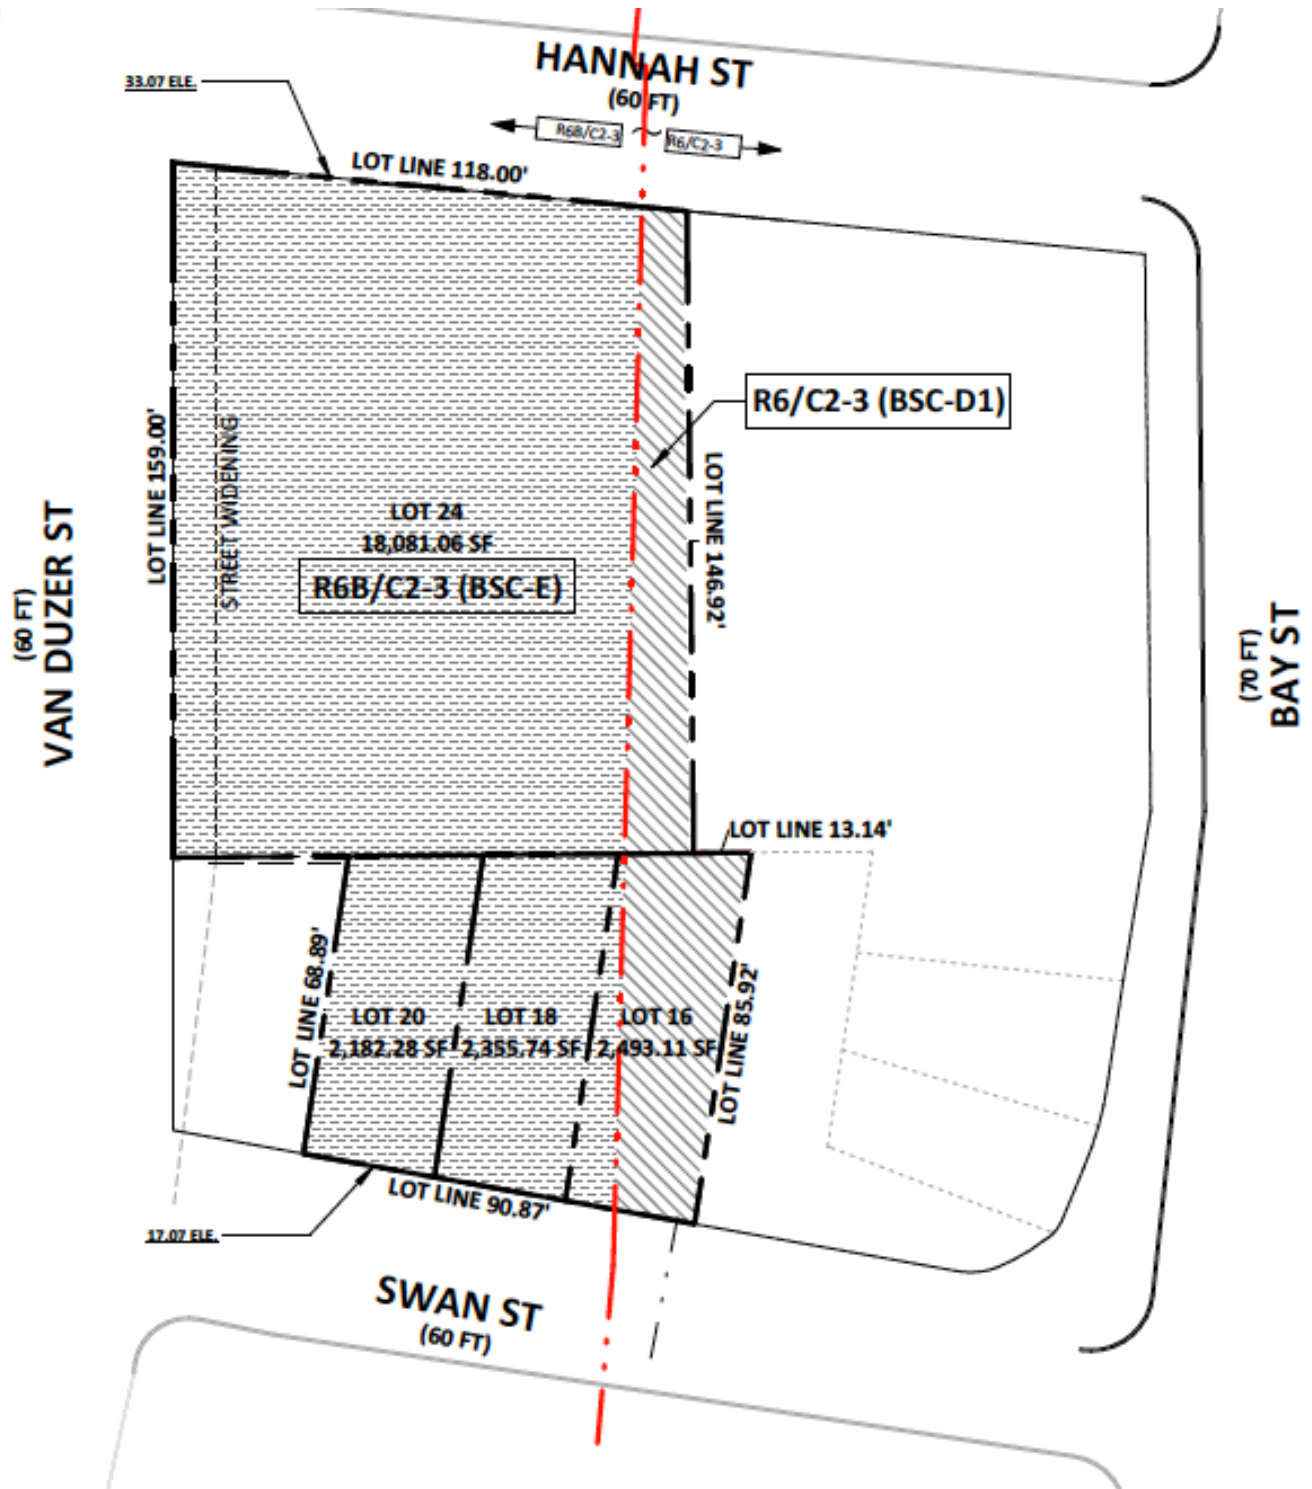 HANNAH ST
(60 FT)
33.07 ELE.
R6B/C2-3
R6/C2-3
LOT LINE 118.00'
R6/C2-3 (BSC-D1)
LOT LINE 159.00'
STREET WIDENING
LOT LINE 146.92'
LOT 24
18,081.06 SF
R6B/C2-3 (BSC-E)
VAN DUZER ST
(60 FT)
BAY ST
(70 FT)
LOT LINE 13.14'
LOT LINE 68.89'
LOT LINE 85.92'
LOT 20
2,182.28 SF
LOT 18
2,355.74 SF
LOT 16
2,493.11 SF
LOT LINE 90.87'
17.07 ELE.
SWAN ST
(60 FT)